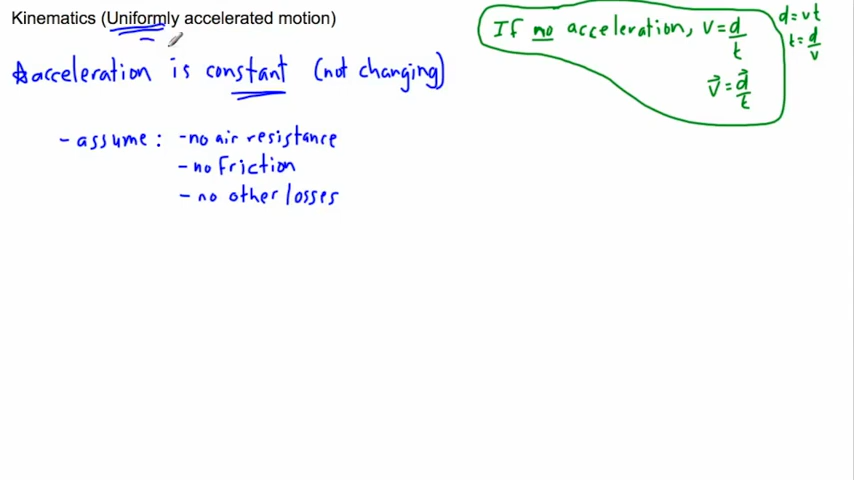 Kinematics (Uniformly accelerated motion)
If no acceleration, v = d/t
d = vt
t = d/v
v⃗ = d⃗/t
acceleration is constant (not changing)
- assume: - no air resistance
- no friction
- no other losses